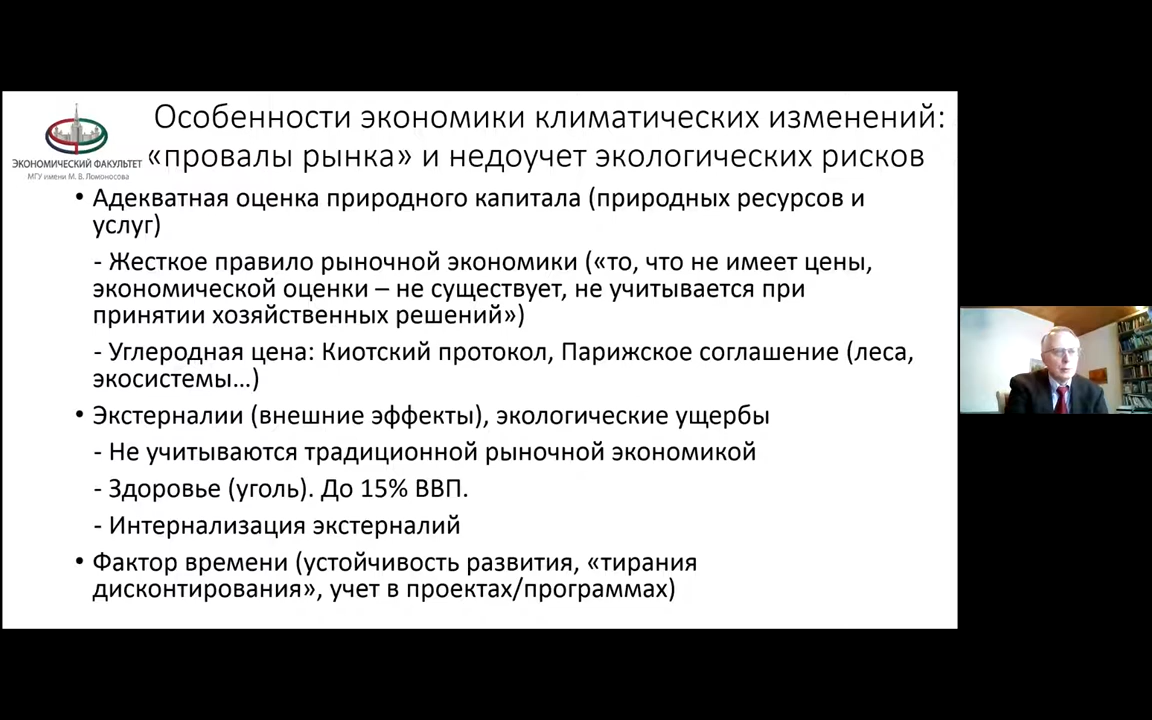 Особенности экономики климатических изменений:
«провалы рынка» и недоучет экологических рисков
ЭКОНОМИЧЕСКИЙ ФАКУЛЬТЕТ
МГУ имени М. В. Ломоносова
• Адекватная оценка природного капитала (природных ресурсов и
услуг)
- Жесткое правило рыночной экономики («то, что не имеет цены,
экономической оценки – не существует, не учитывается при
принятии хозяйственных решений»)
- Углеродная цена: Киотский протокол, Парижское соглашение (леса,
экосистемы…)
• Экстерналии (внешние эффекты), экологические ущербы
- Не учитываются традиционной рыночной экономикой
- Здоровье (уголь). До 15% ВВП.
- Интернализация экстерналий
• Фактор времени (устойчивость развития, «тирания
дисконтирования», учет в проектах/программах)